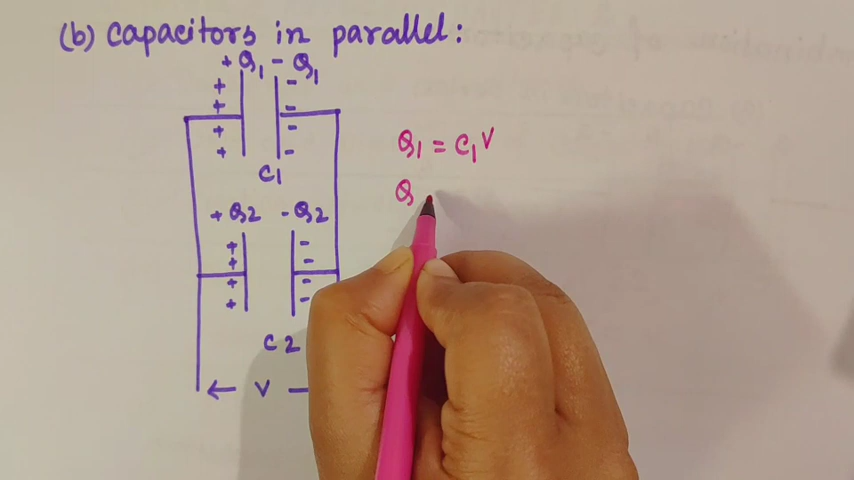 (b) Capacitors in parallel:
+ Q1 - Q1
C1
+ Q2 - Q2
C2
← V —
Q1 = C1V
Q